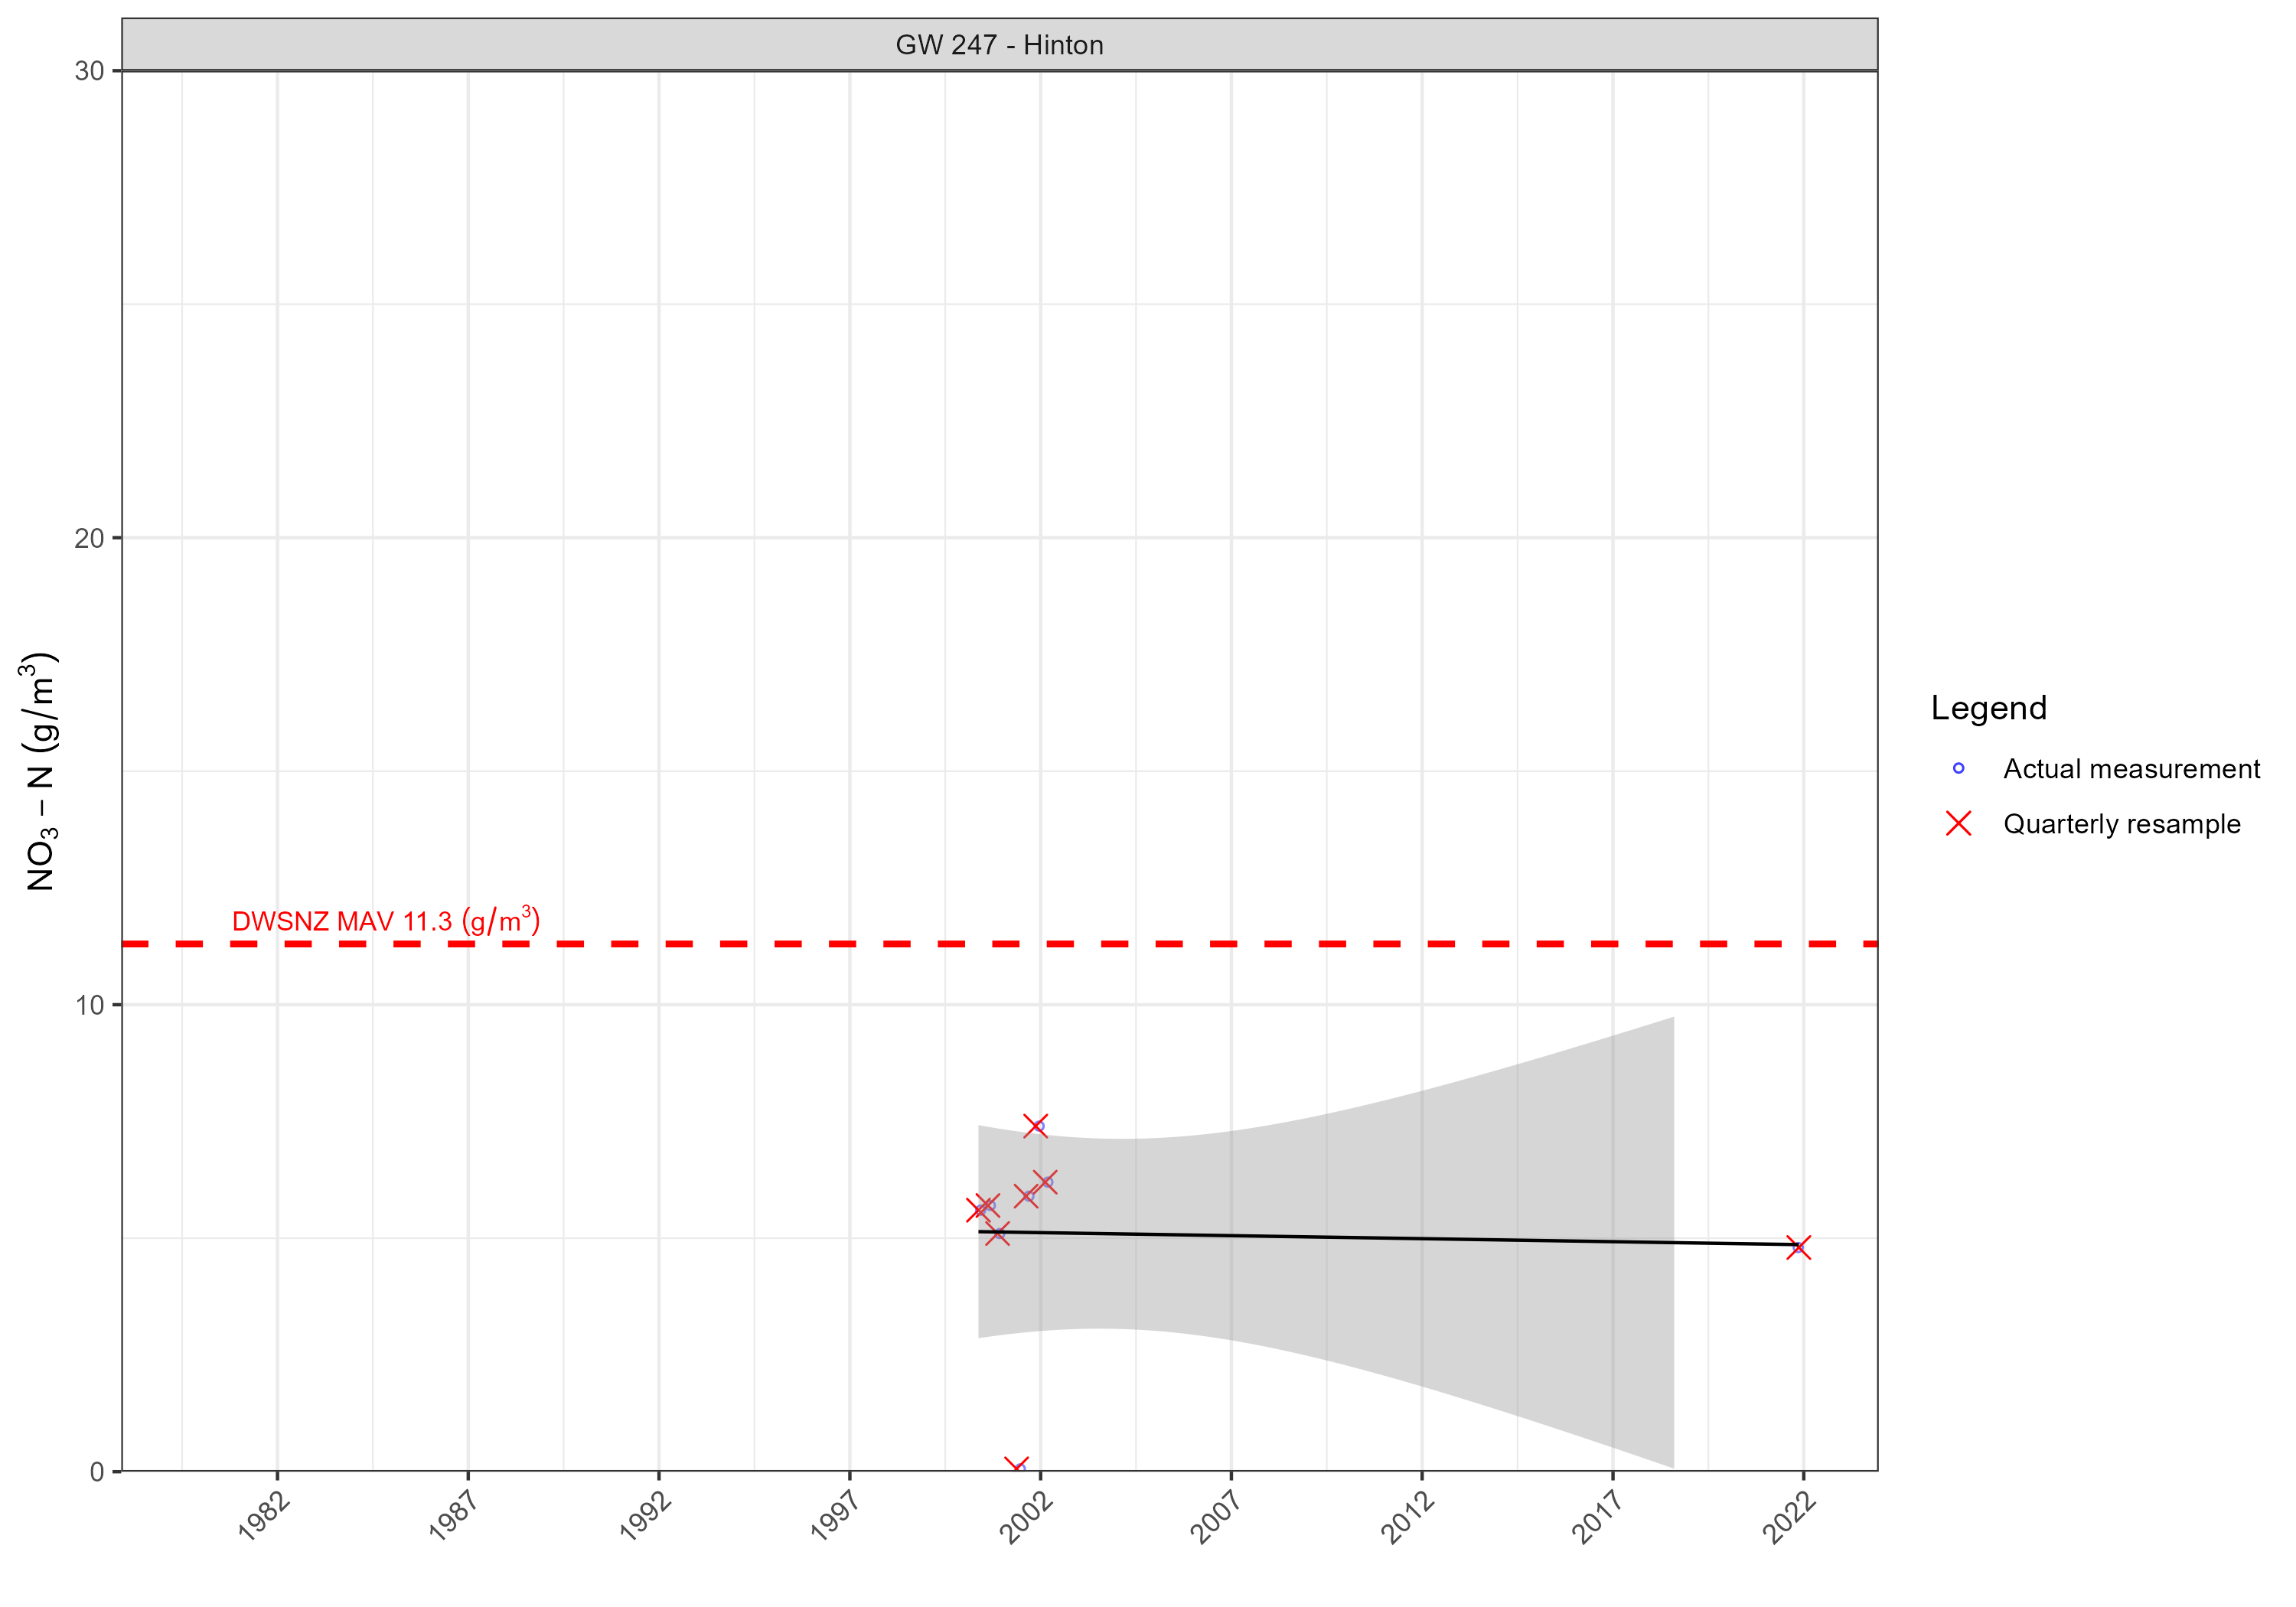 GW 247 - Hinton
30
20
10
0
NO₃ – N (g/m³)
DWSNZ MAV 11.3 (g/m³)
1982
1987
1992
1997
2002
2007
2012
2017
2022
Legend
Actual measurement
Quarterly resample